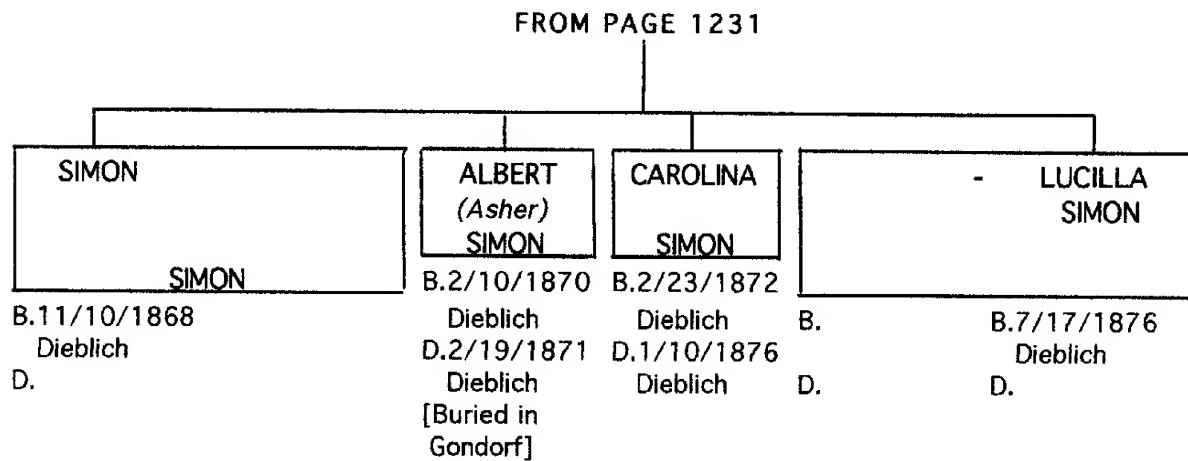 FROM PAGE 1231
SIMON
SIMON
B.11/10/1868
Dieblich
D.
ALBERT
(Asher)
SIMON
B.2/10/1870
Dieblich
D.2/19/1871
Dieblich
[Buried in
Gondorf]
CAROLINA
SIMON
B.2/23/1872
Dieblich
D.1/10/1876
Dieblich
- LUCILLA
SIMON
B.
D.
B.7/17/1876
Dieblich
D.